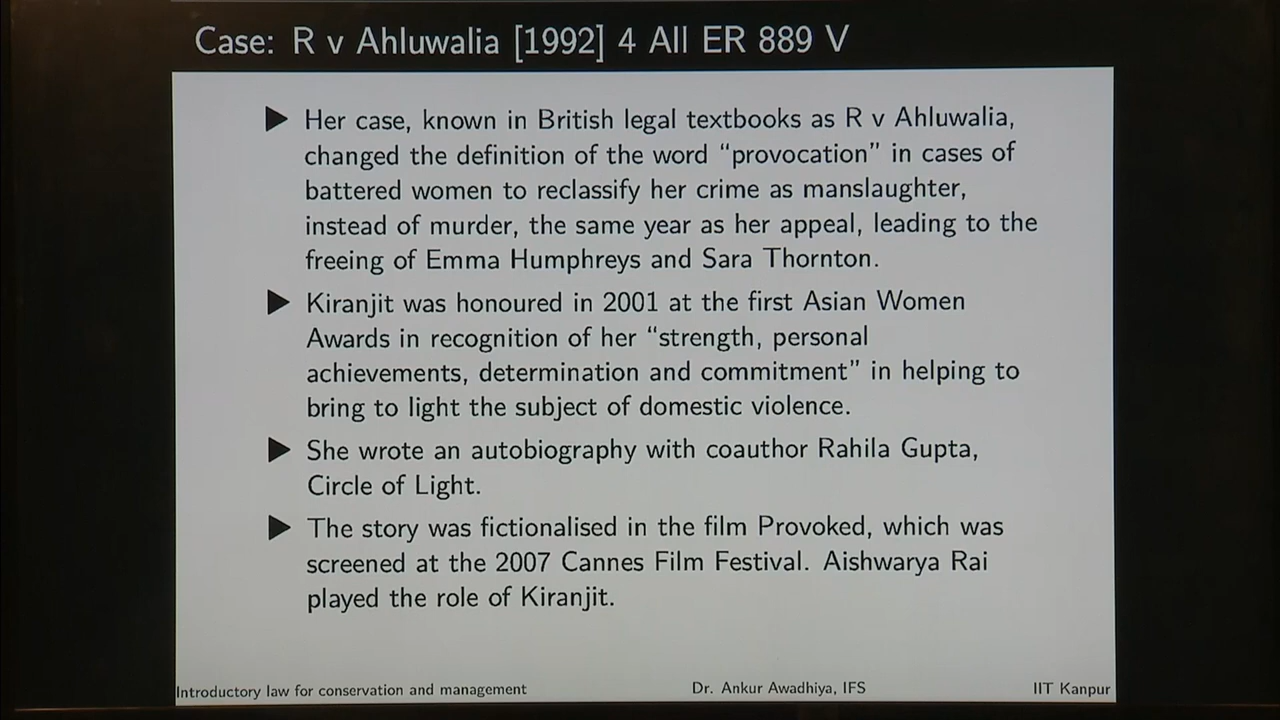 Case: R v Ahluwalia [1992] 4 All ER 889 V
▶ Her case, known in British legal textbooks as R v Ahluwalia,
changed the definition of the word “provocation” in cases of
battered women to reclassify her crime as manslaughter,
instead of murder, the same year as her appeal, leading to the
freeing of Emma Humphreys and Sara Thornton.
▶ Kiranjit was honoured in 2001 at the first Asian Women
Awards in recognition of her “strength, personal
achievements, determination and commitment” in helping to
bring to light the subject of domestic violence.
▶ She wrote an autobiography with coauthor Rahila Gupta,
Circle of Light.
▶ The story was fictionalised in the film Provoked, which was
screened at the 2007 Cannes Film Festival. Aishwarya Rai
played the role of Kiranjit.
Introductory law for conservation and management Dr. Ankur Awadhiya, IFS IIT Kanpur